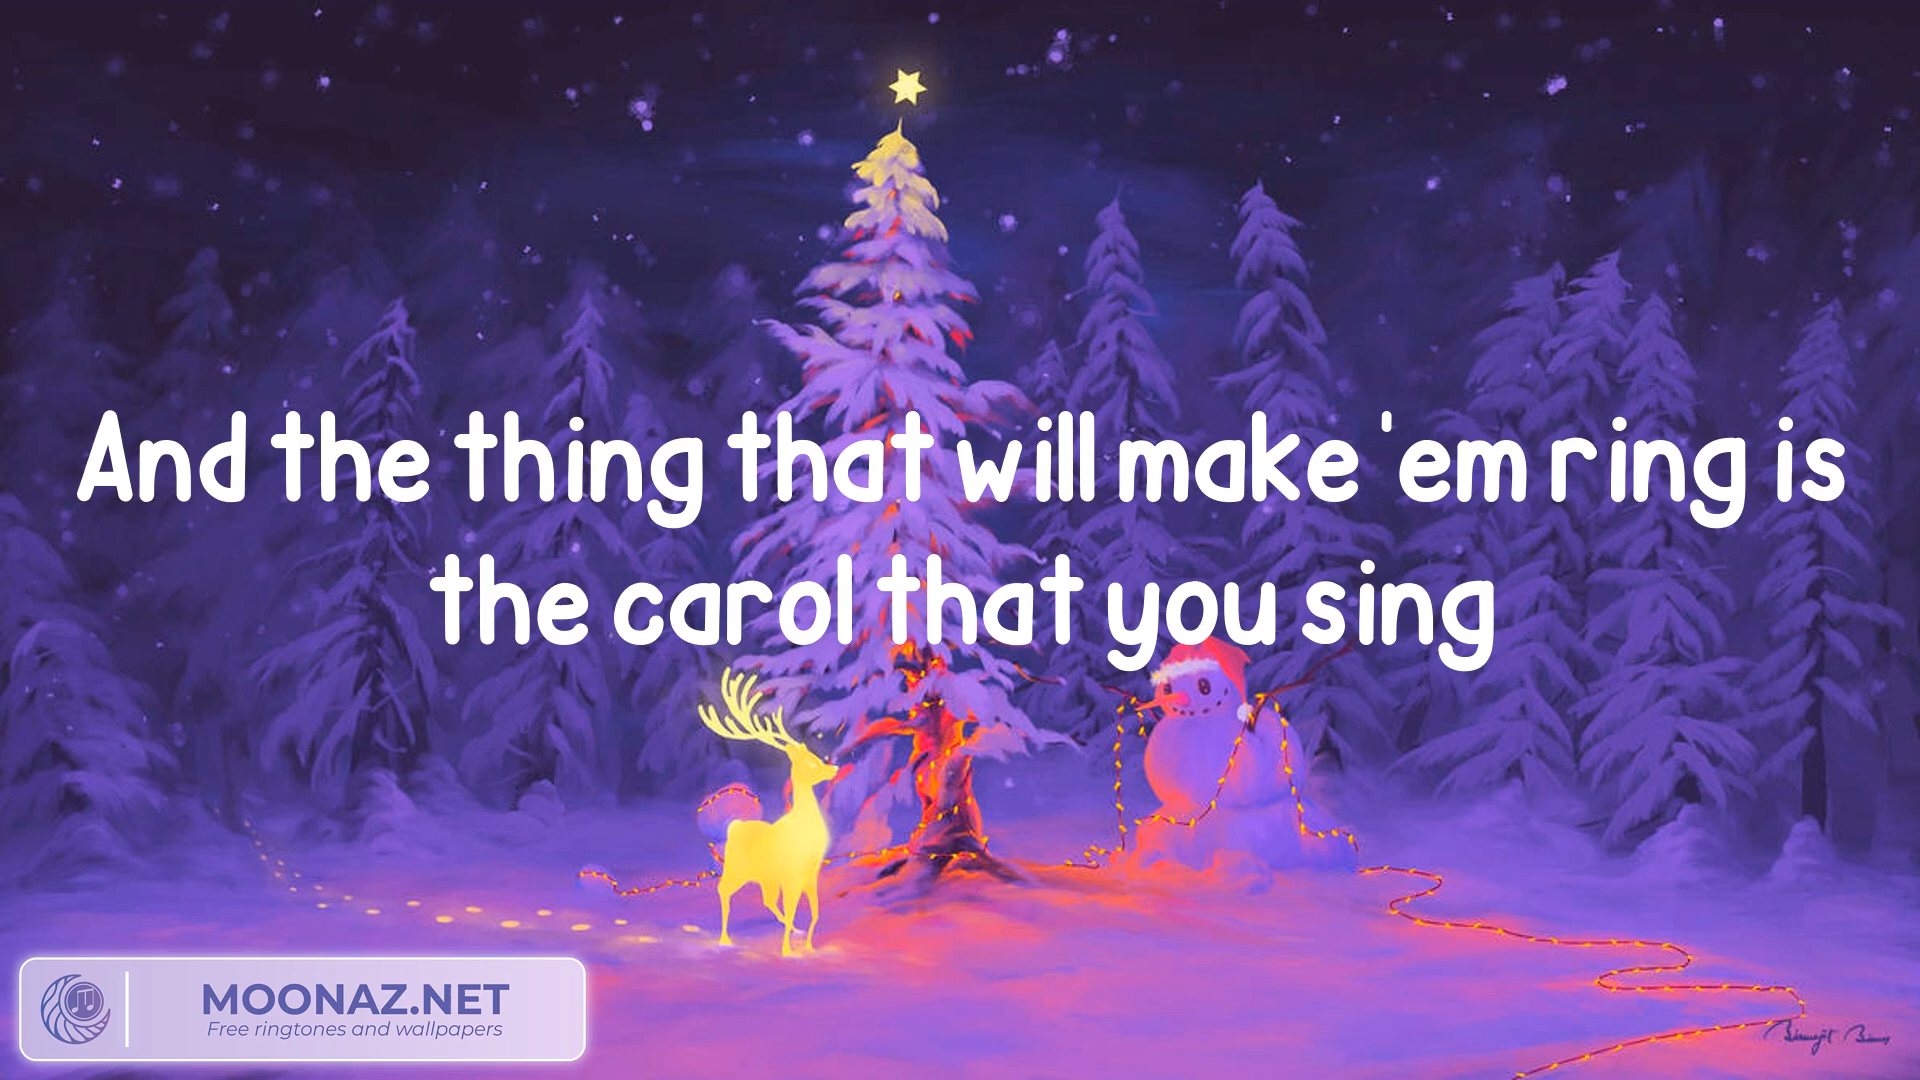 And the thing that will make 'em ring is
the carol that you sing
MOONAZ.NET
Free ringtones and wallpapers